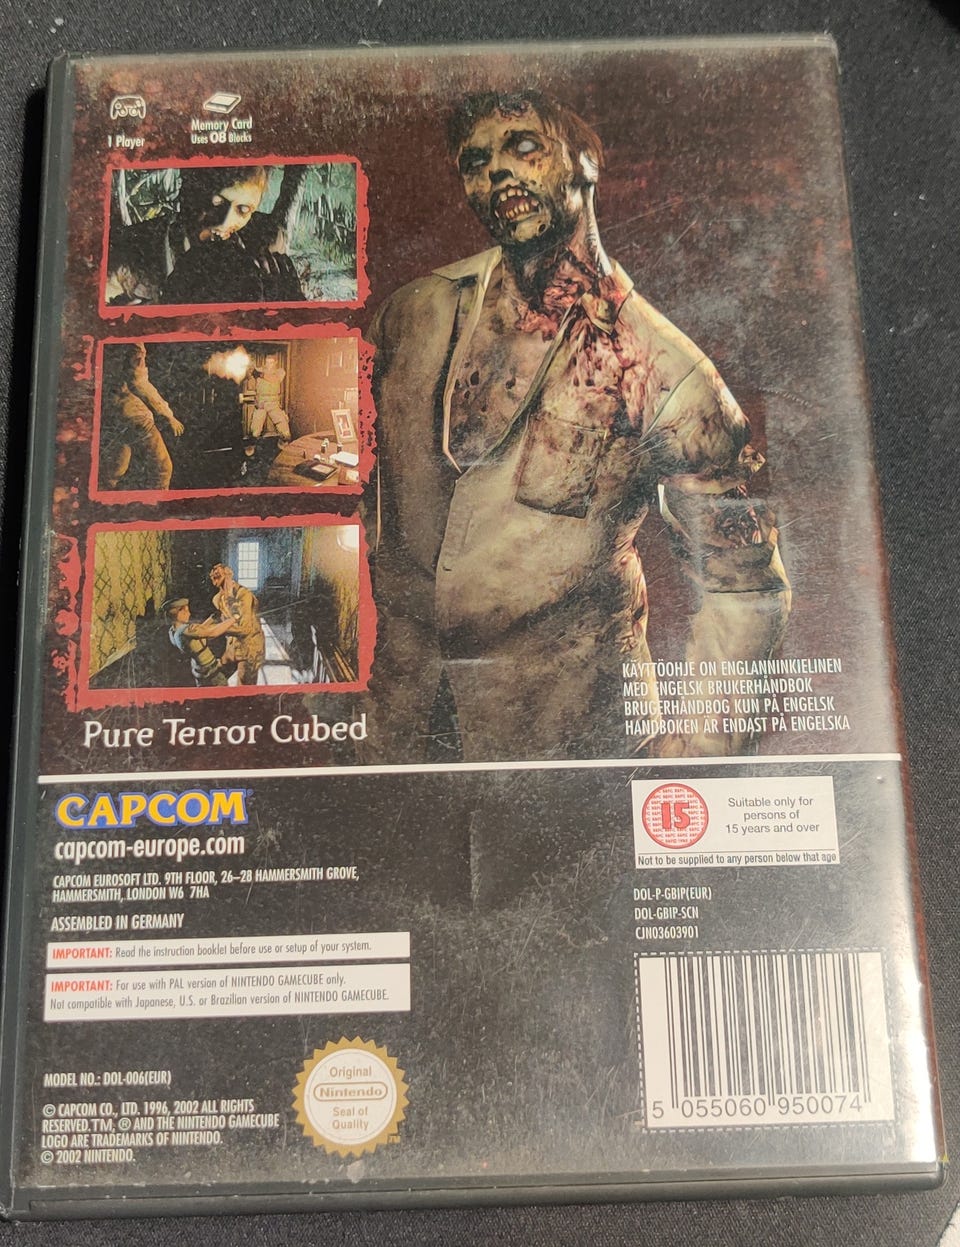 1 Player
Memory Card
Uses 08 Blocks
Pure Terror Cubed
KÄYTTÖOHJE ON ENGLANNINKIELINEN
MED ENGELSK BRUKERHÅNDBOK
BRUGERHÅNDBOG KUN PÅ ENGELSK
HANDBOKEN ÄR ENDAST PÅ ENGELSKA
CAPCOM
capcom-europe.com
CAPCOM EUROSOFT LTD. 9TH FLOOR, 26–28 HAMMERSMITH GROVE,
HAMMERSMITH, LONDON W6 7HA
ASSEMBLED IN GERMANY
IMPORTANT: Read the instruction booklet before use or setup of your system.
IMPORTANT: For use with PAL version of NINTENDO GAMECUBE only.
Not compatible with Japanese, U.S. or Brazilian version of NINTENDO GAMECUBE.
MODEL NO.: DOL-006(EUR)
© CAPCOM CO., LTD. 1996, 2002 ALL RIGHTS
RESERVED.TM, ® AND THE NINTENDO GAMECUBE
LOGO ARE TRADEMARKS OF NINTENDO.
© 2002 NINTENDO.
Original
Nintendo
Seal of
Quality
TM
15
Suitable only for
persons of
15 years and over
Not to be supplied to any person below that age
DOL-P-GBIP(EUR)
DOL-GBIP-SCN
CJN03603901
5 055060 950074